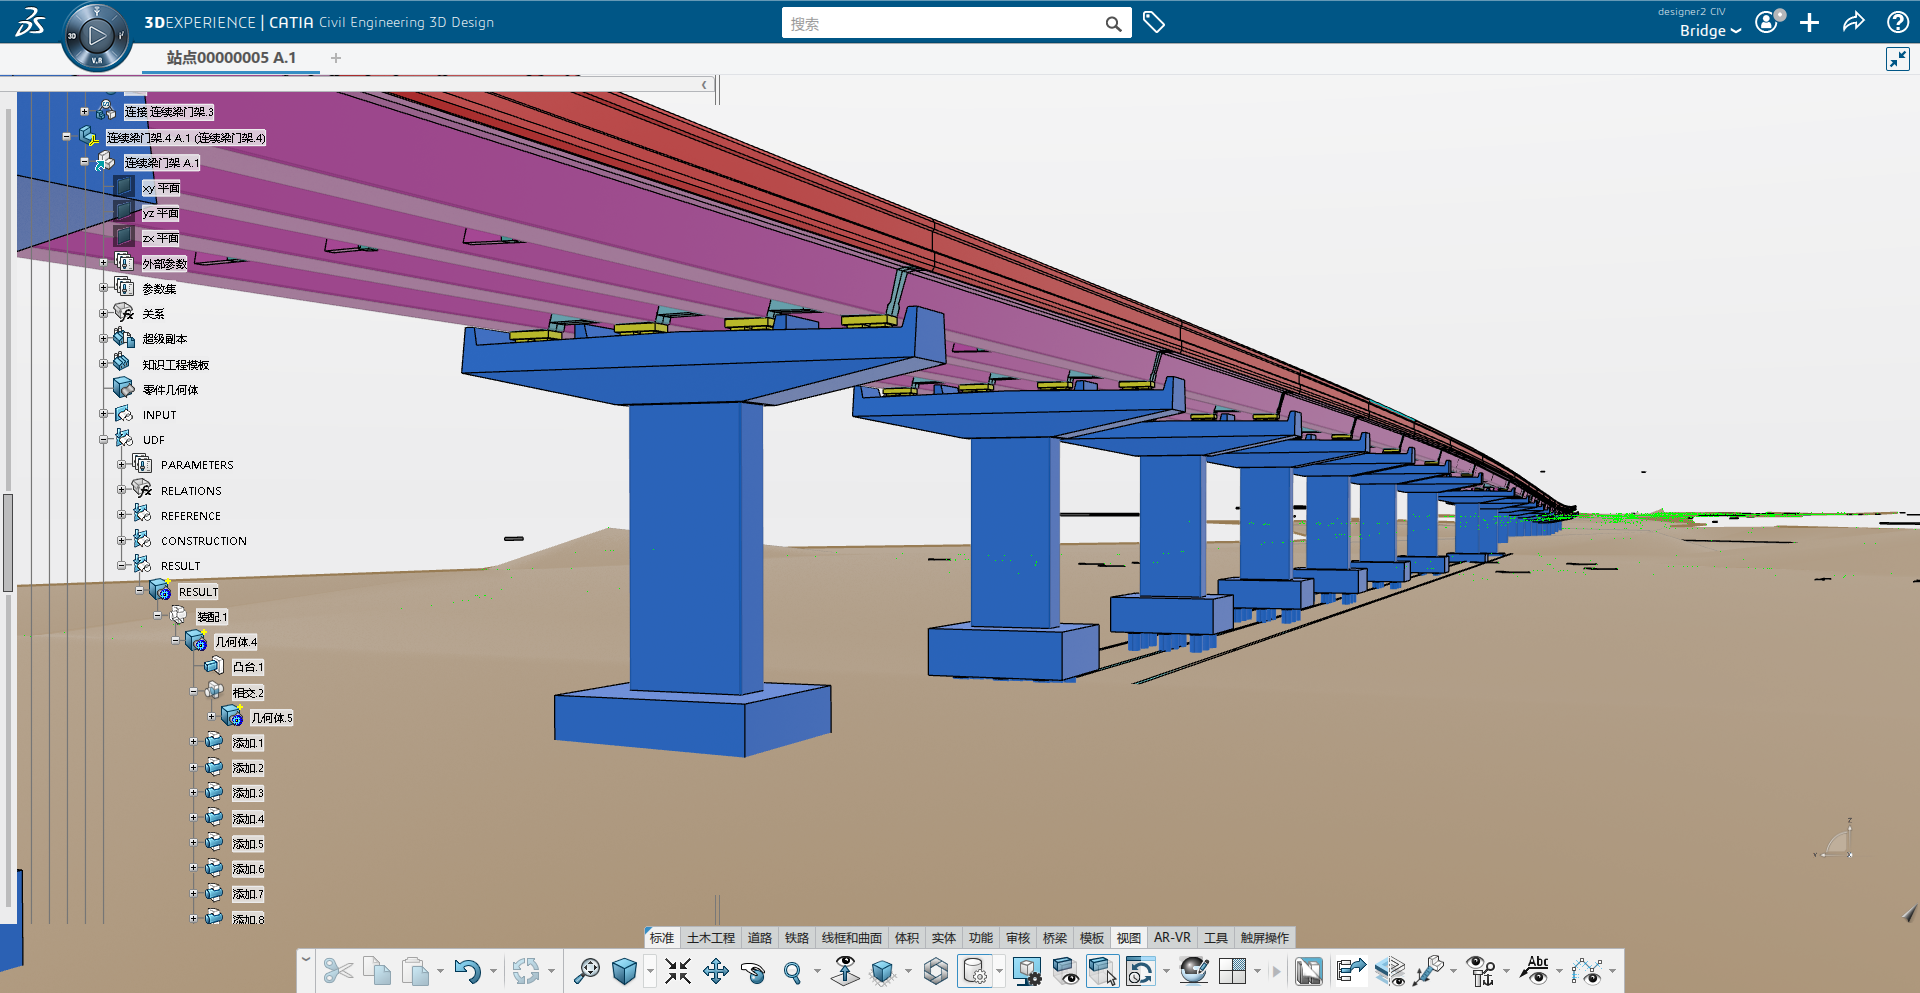 3DEXPERIENCE | CATIA Civil Engineering 3D Design
搜索
designer2 CIV
Bridge
3D
V.R
站点00000005 A.1
连接 连续梁门架.3
连续梁门架.4 A.1 (连续梁门架.4)
连续梁门架 A.1
xy 平面
yz 平面
zx 平面
外部参数
参数集
关系
超级副本
知识工程模板
零件几何体
INPUT
UDF
PARAMETERS
RELATIONS
REFERENCE
CONSTRUCTION
RESULT
RESULT
装配.1
几何体.4
凸台.1
相交.2
几何体.5
添加.1
添加.2
添加.3
添加.4
添加.5
添加.6
添加.7
添加.8
标准 土木工程 道路 铁路 线框和曲面 体积 实体 功能 审核 桥梁 模板 视图 AR-VR 工具 触屏操作
Abc